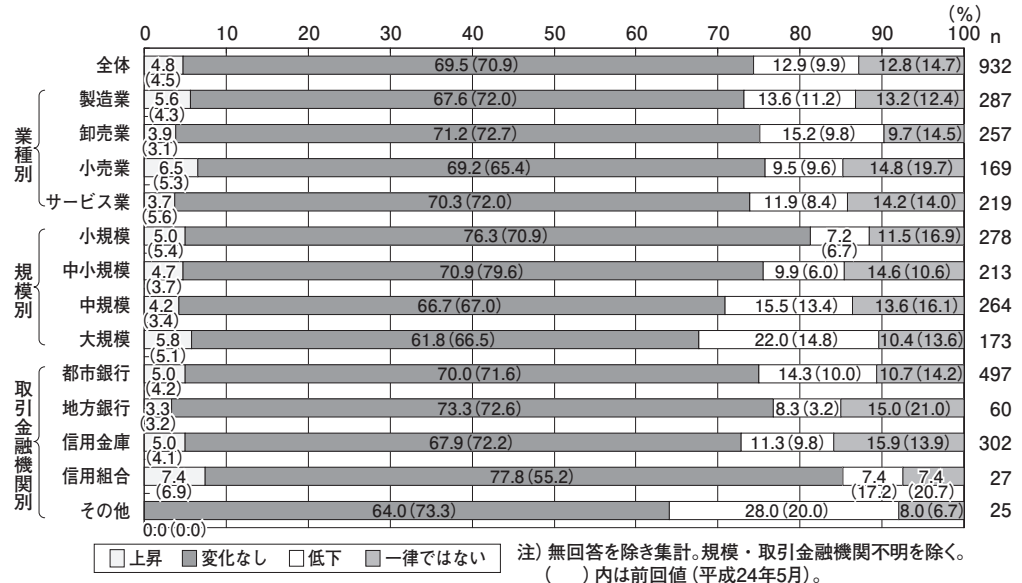 (%)
0 10 20 30 40 50 60 70 80 90 100 n
全体 4.8 (4.5) 69.5(70.9) 12.9(9.9) 12.8(14.7) 932
業種別
製造業 5.6 (4.3) 67.6(72.0) 13.6(11.2) 13.2(12.4) 287
卸売業 3.9 (3.1) 71.2(72.7) 15.2(9.8) 9.7(14.5) 257
小売業 6.5 (5.3) 69.2(65.4) 9.5(9.6) 14.8(19.7) 169
サービス業 3.7 (5.6) 70.3(72.0) 11.9(8.4) 14.2(14.0) 219
規模別
小規模 5.0 (5.4) 76.3(70.9) 7.2 (6.7) 11.5(16.9) 278
中小規模 4.7 (3.7) 70.9(79.6) 9.9(6.0) 14.6(10.6) 213
中規模 4.2 (3.4) 66.7(67.0) 15.5(13.4) 13.6(16.1) 264
大規模 5.8 (5.1) 61.8(66.5) 22.0(14.8) 10.4(13.6) 173
取引金融機関別
都市銀行 5.0 (4.2) 70.0(71.6) 14.3(10.0) 10.7(14.2) 497
地方銀行 3.3 (3.2) 73.3(72.6) 8.3(3.2) 15.0(21.0) 60
信用金庫 5.0 (4.1) 67.9(72.2) 11.3(9.8) 15.9(13.9) 302
信用組合 7.4 (6.9) 77.8(55.2) 7.4 (17.2) 7.4 (20.7) 27
その他 0.0(0.0) 64.0(73.3) 28.0(20.0) 8.0(6.7) 25
上昇 変化なし 低下 一律ではない
注）無回答を除き集計。規模・取引金融機関不明を除く。
（　）内は前回値（平成24年5月）。